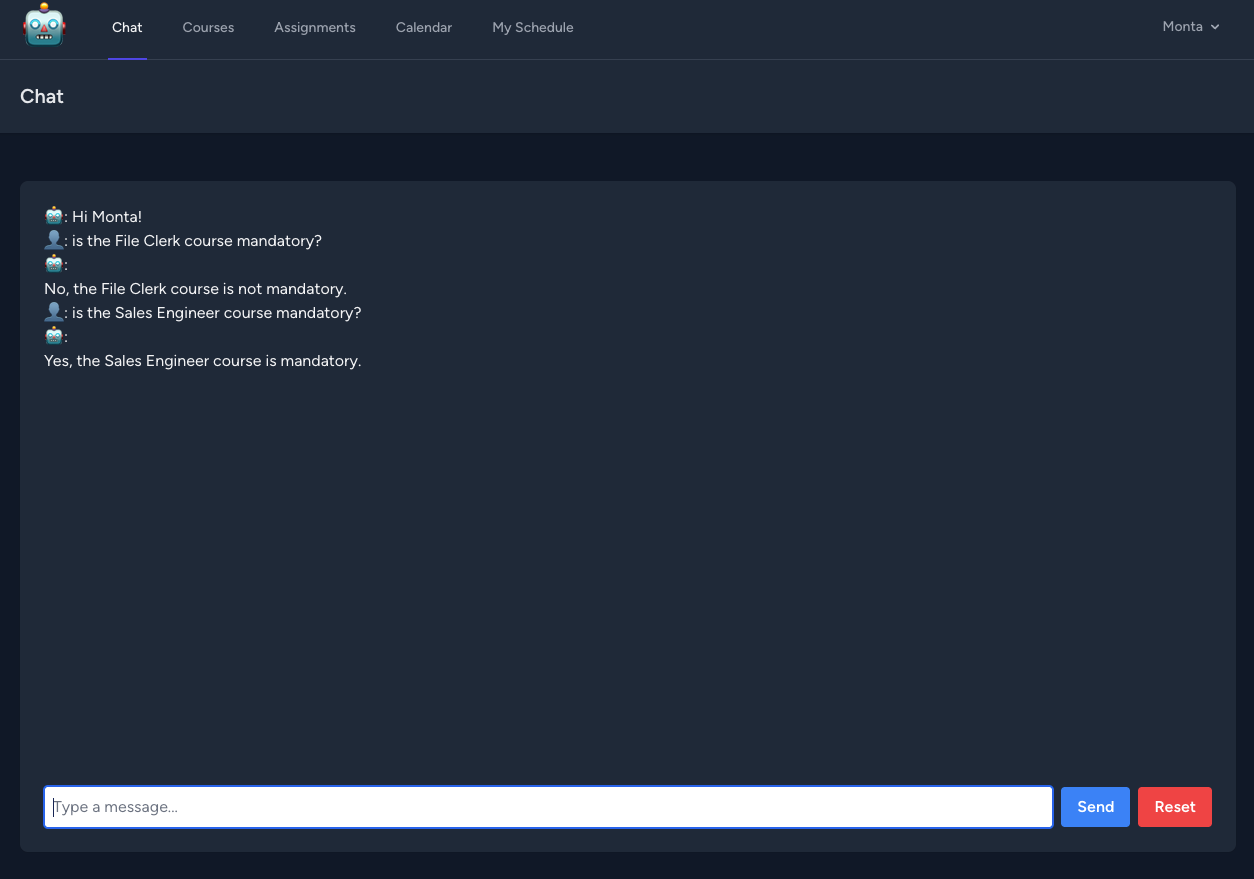 Chat Courses Assignments Calendar My Schedule Monta
Chat
🤖: Hi Monta!
👤: is the File Clerk course mandatory?
🤖:
No, the File Clerk course is not mandatory.
👤: is the Sales Engineer course mandatory?
🤖:
Yes, the Sales Engineer course is mandatory.
Type a message... Send Reset